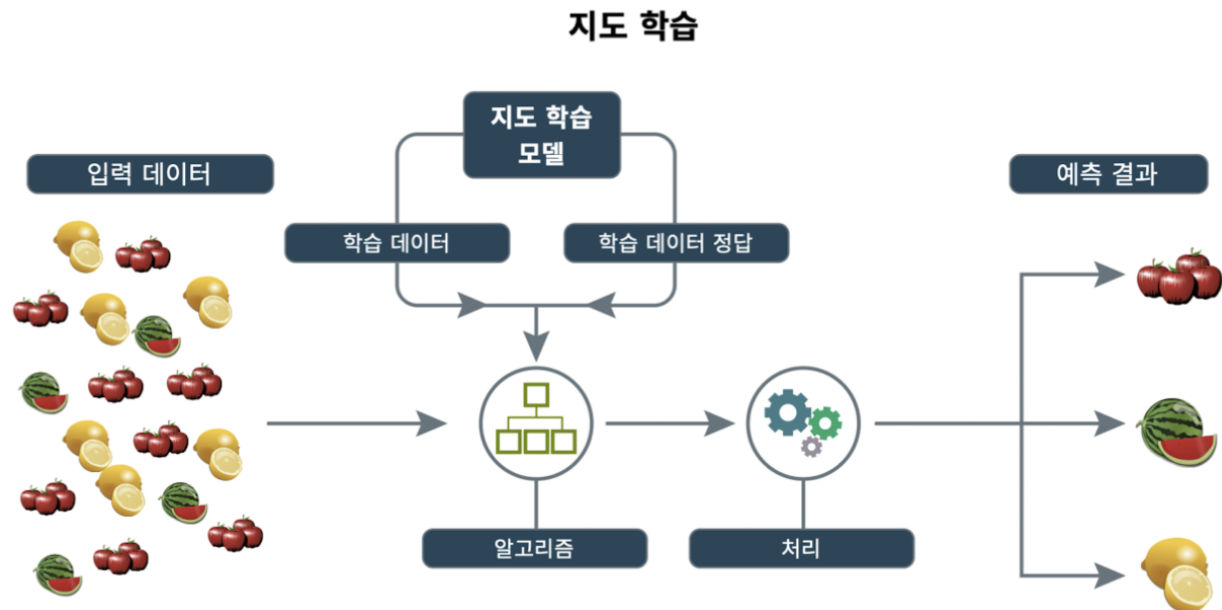 지도 학습
지도 학습
모델
입력 데이터
예측 결과
학습 데이터
학습 데이터 정답
알고리즘
처리